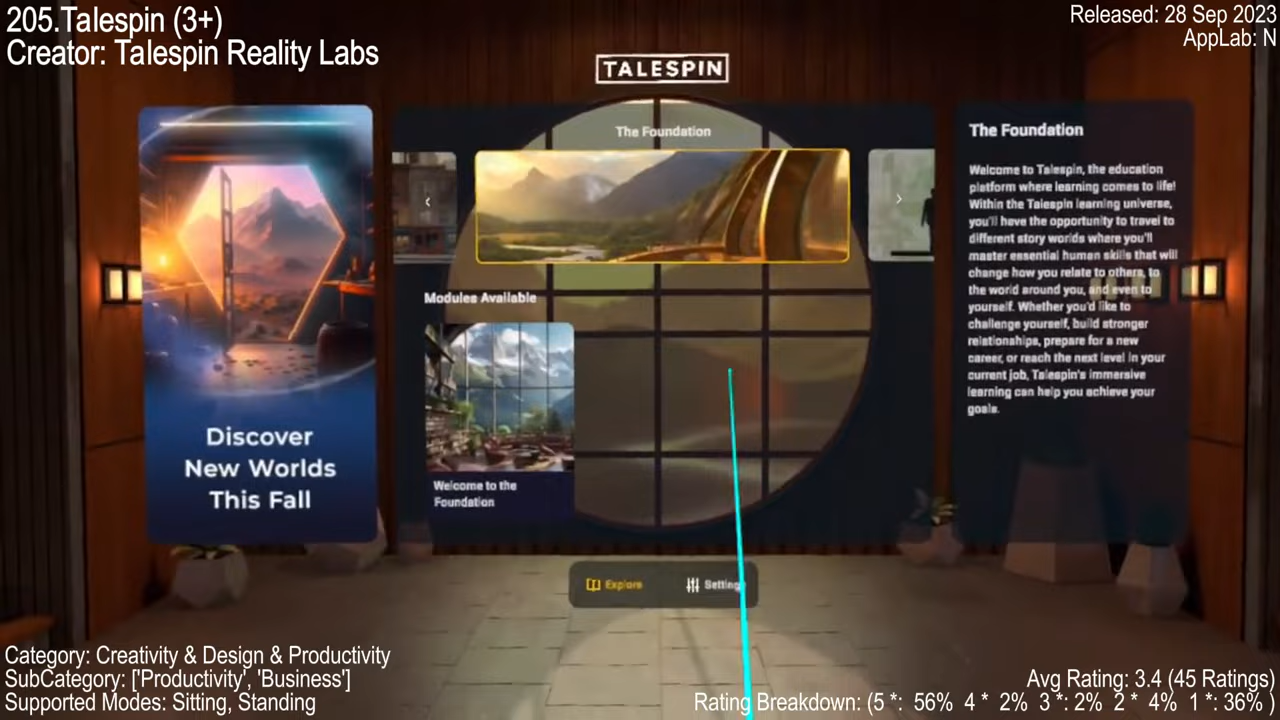 205.Talespin (3+)
Creator: Talespin Reality Labs
Released: 28 Sep 2023
AppLab: N
TALESPIN
The Foundation
Modules Available
Welcome to the
Foundation
Discover
New Worlds
This Fall
The Foundation
Welcome to Talespin, the education
platform where learning comes to life!
Within the Talespin learning universe,
you'll have the opportunity to travel to
different story worlds where you'll
master essential human skills that will
change how you relate to others, to
the world around you, and even to
yourself. Whether you'd like to
challenge yourself, build stronger
relationships, prepare for a new
career, or reach the next level in your
current job, Talespin's immersive
learning can help you achieve your
goals.
Explore
Settings
Category: Creativity & Design & Productivity
SubCategory: ['Productivity', 'Business']
Supported Modes: Sitting, Standing
Avg Rating: 3.4 (45 Ratings)
Rating Breakdown: (5 *: 56% 4 * 2% 3 *: 2% 2 * 4% 1 *: 36% )